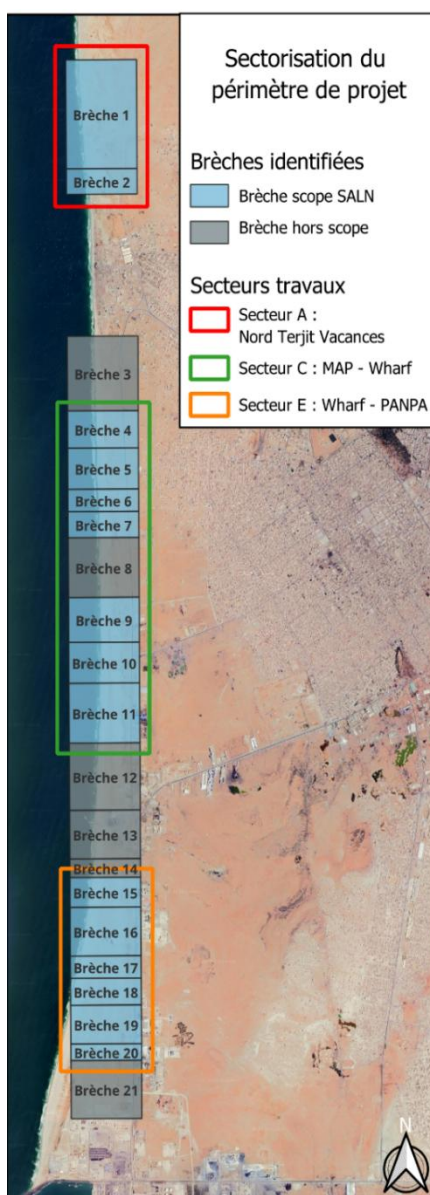 Sectorisation du
périmètre de projet
Brèches identifiées
Brèche scope SALN
Brèche hors scope
Secteurs travaux
Secteur A :
Nord Terjit Vacances
Secteur C : MAP - Wharf
Secteur E : Wharf - PANPA
Brèche 1
Brèche 2
Brèche 3
Brèche 4
Brèche 5
Brèche 6
Brèche 7
Brèche 8
Brèche 9
Brèche 10
Brèche 11
Brèche 12
Brèche 13
Brèche 14
Brèche 15
Brèche 16
Brèche 17
Brèche 18
Brèche 19
Brèche 20
Brèche 21
N